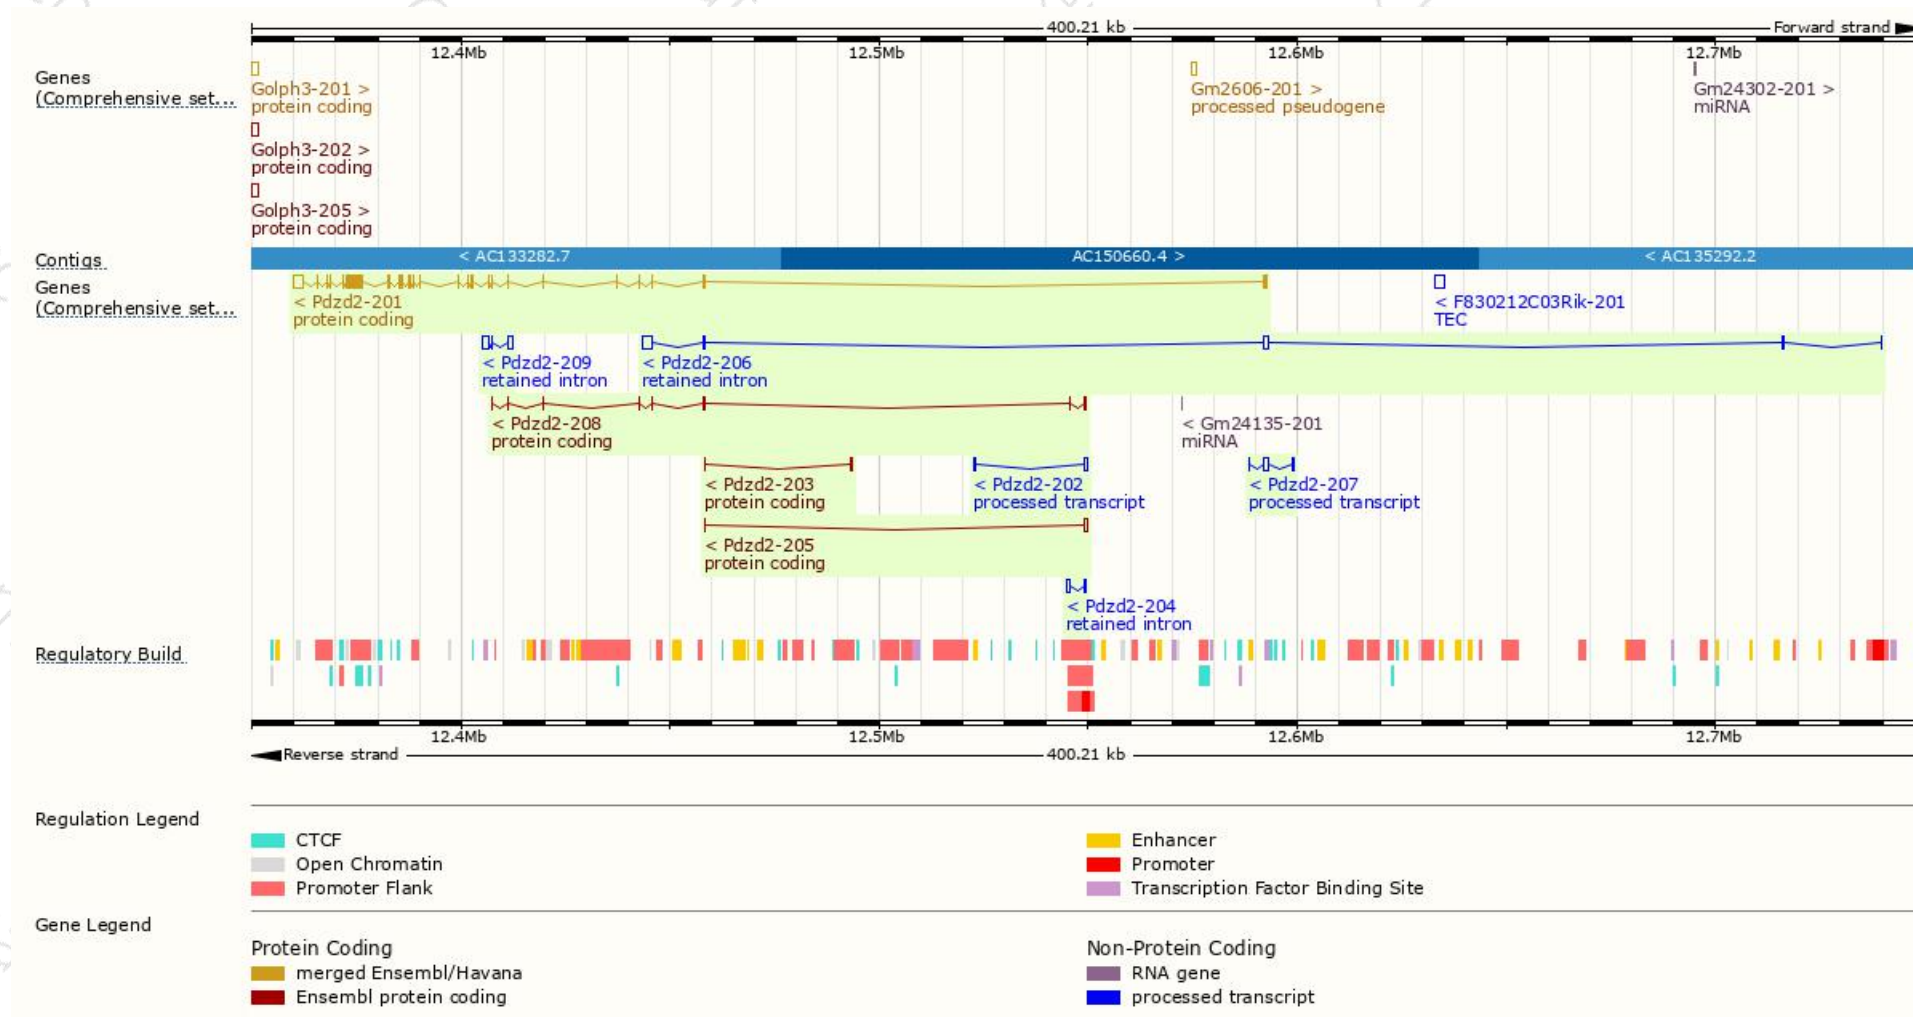 400.21 kb
Forward strand
12.4Mb 12.5Mb 12.6Mb 12.7Mb
Genes
(Comprehensive set...
Golph3-201 >
protein coding
Gm2606-201 >
processed pseudogene
Gm24302-201 >
miRNA
Golph3-202 >
protein coding
Golph3-205 >
protein coding
Contigs
< AC133282.7
AC150660.4 >
< AC135292.2
Genes
(Comprehensive set...
< Pdzd2-201
protein coding
< F830212C03Rik-201
TEC
< Pdzd2-209
retained intron
< Pdzd2-206
retained intron
< Pdzd2-208
protein coding
< Gm24135-201
miRNA
< Pdzd2-203
protein coding
< Pdzd2-202
processed transcript
< Pdzd2-207
processed transcript
< Pdzd2-205
protein coding
< Pdzd2-204
retained intron
Regulatory Build
12.4Mb 12.5Mb 12.6Mb 12.7Mb
Reverse strand
400.21 kb
Regulation Legend
CTCF
Open Chromatin
Promoter Flank
Enhancer
Promoter
Transcription Factor Binding Site
Gene Legend
Protein Coding
merged Ensembl/Havana
Ensembl protein coding
Non-Protein Coding
RNA gene
processed transcript